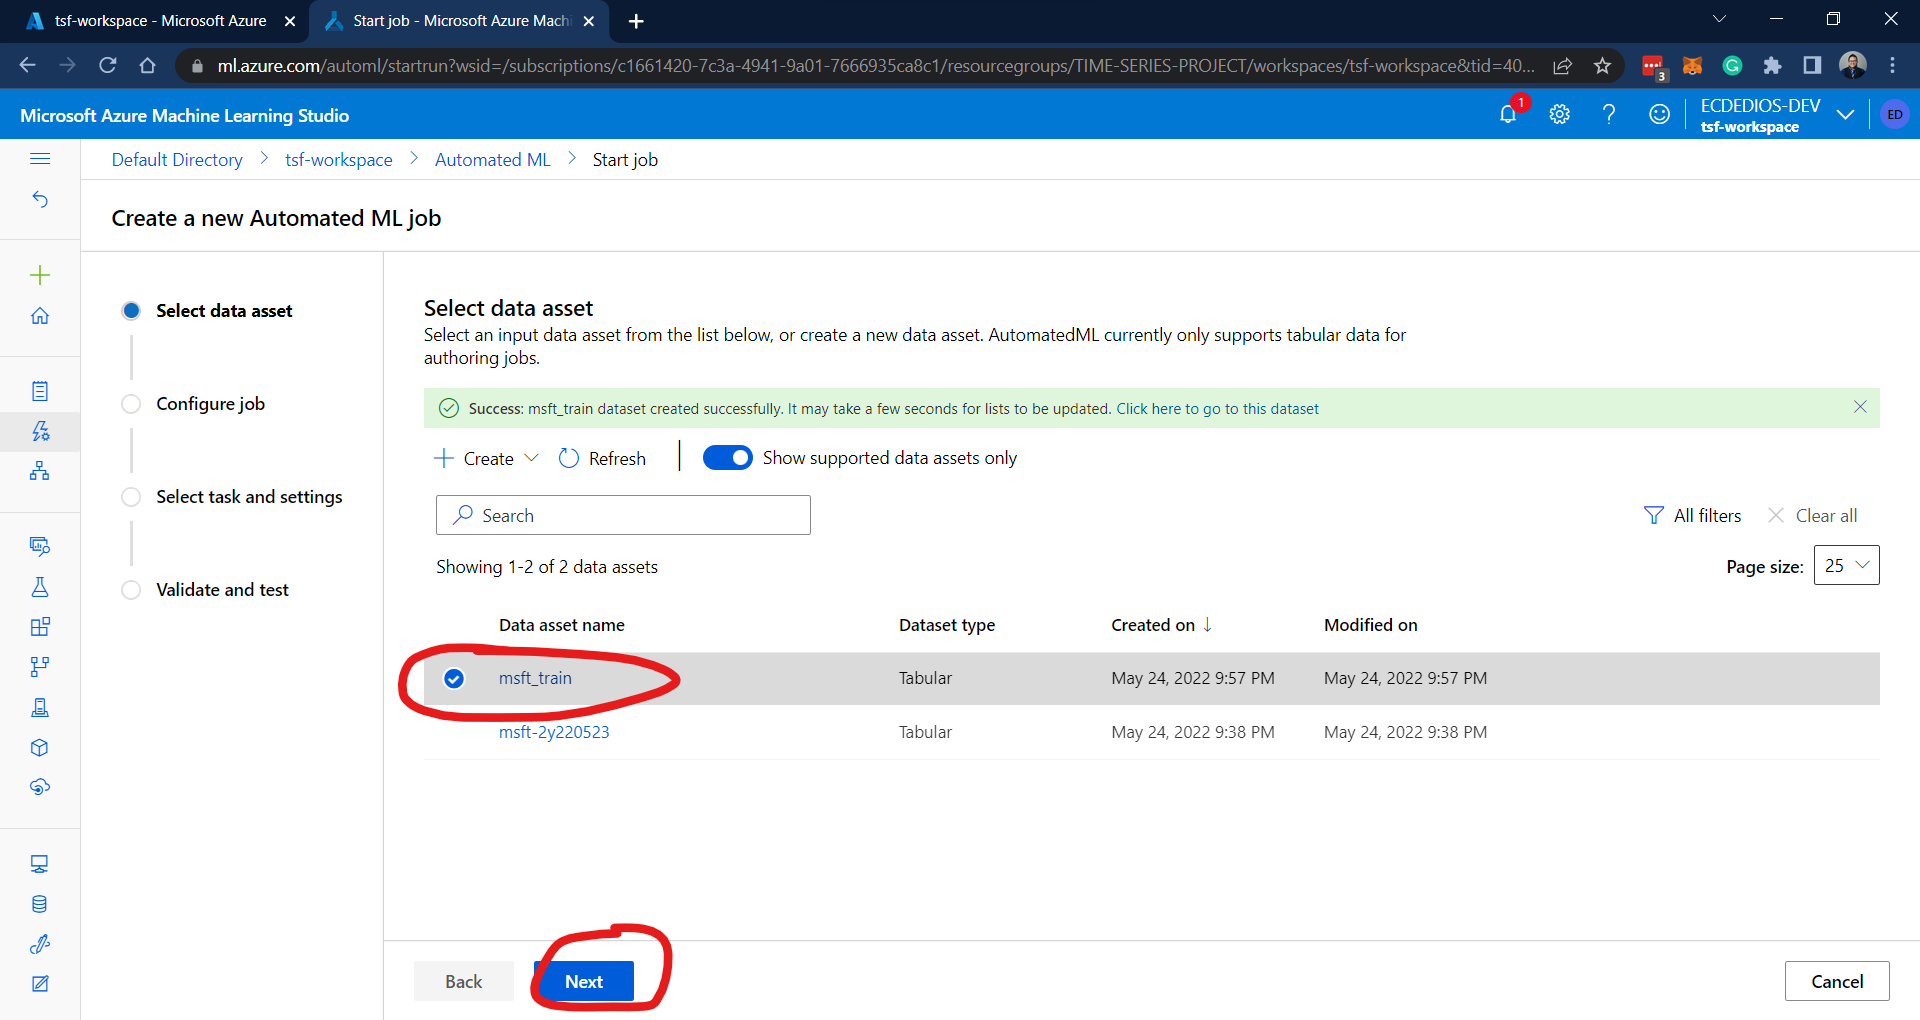 tsf-workspace - Microsoft Azure
Start job - Microsoft Azure Machi
ml.azure.com/automl/startrun?wsid=/subscriptions/c1661420-7c3a-4941-9a01-7666935ca8c1/resourcegroups/TIME-SERIES-PROJECT/workspaces/tsf-workspace&tid=40...
3
Microsoft Azure Machine Learning Studio
1
ECDEDIOS-DEV
tsf-workspace
ED
Default Directory > tsf-workspace > Automated ML > Start job
Create a new Automated ML job
Select data asset
Configure job
Select task and settings
Validate and test
Select data asset
Select an input data asset from the list below, or create a new data asset. AutomatedML currently only supports tabular data for
authoring jobs.
Success: msft_train dataset created successfully. It may take a few seconds for lists to be updated. Click here to go to this dataset
Create Refresh Show supported data assets only
Search
All filters Clear all
Showing 1-2 of 2 data assets
Page size: 25
Data asset name Dataset type Created on ↓ Modified on
msft_train Tabular May 24, 2022 9:57 PM May 24, 2022 9:57 PM
msft-2y220523 Tabular May 24, 2022 9:38 PM May 24, 2022 9:38 PM
Back Next Cancel